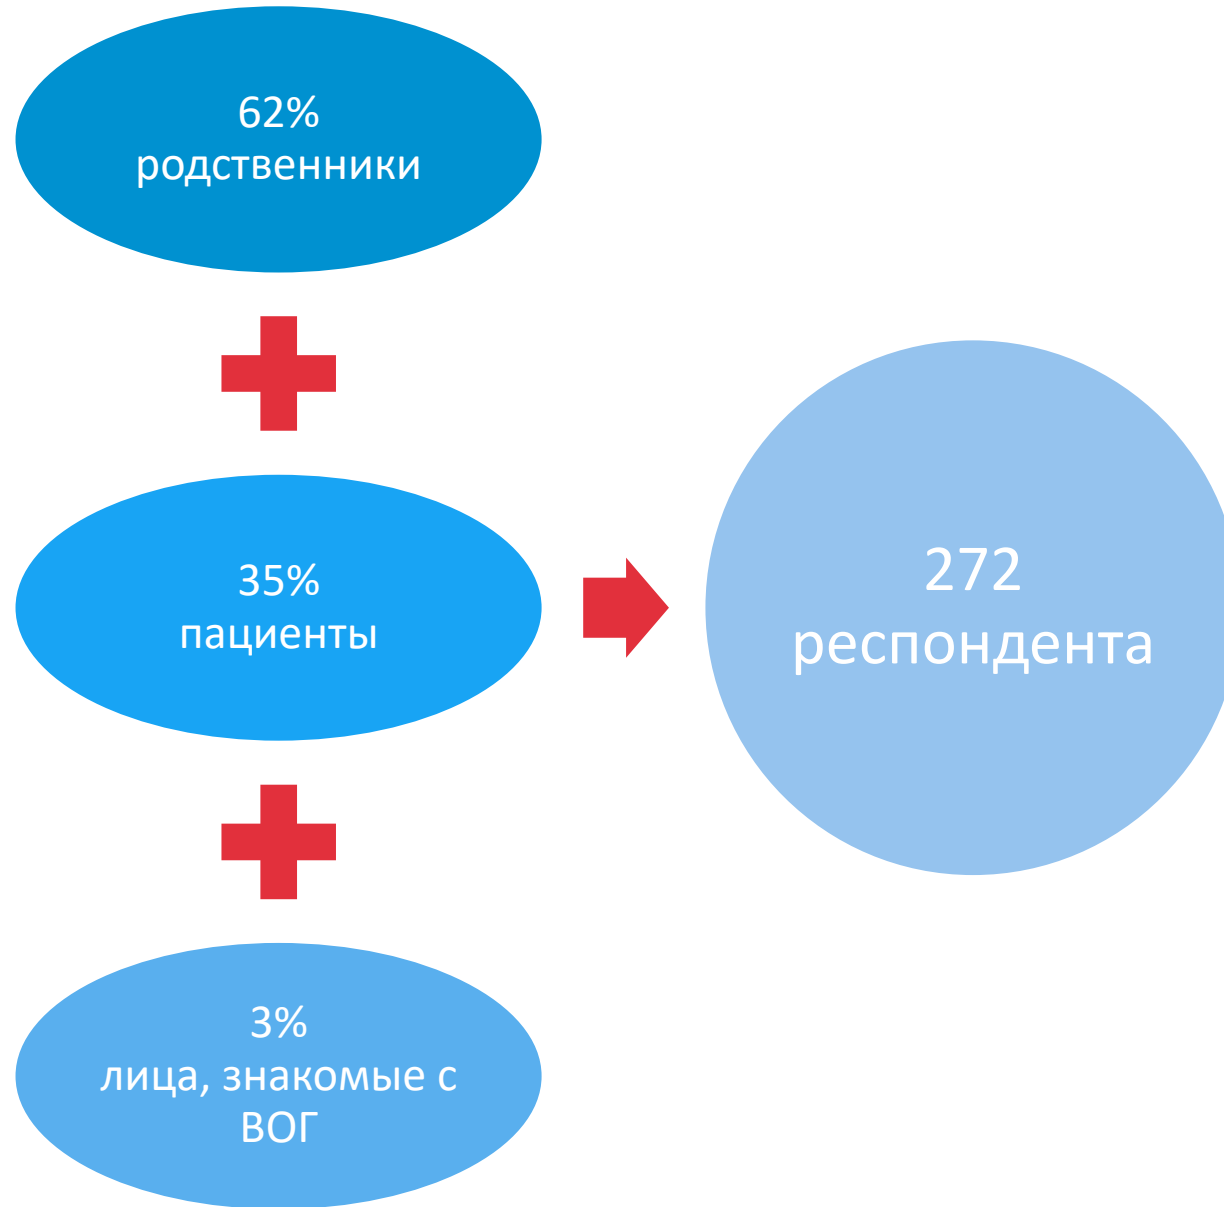 62%
родственники
35%
пациенты
3%
лица, знакомые с
ВОГ
272
респондента